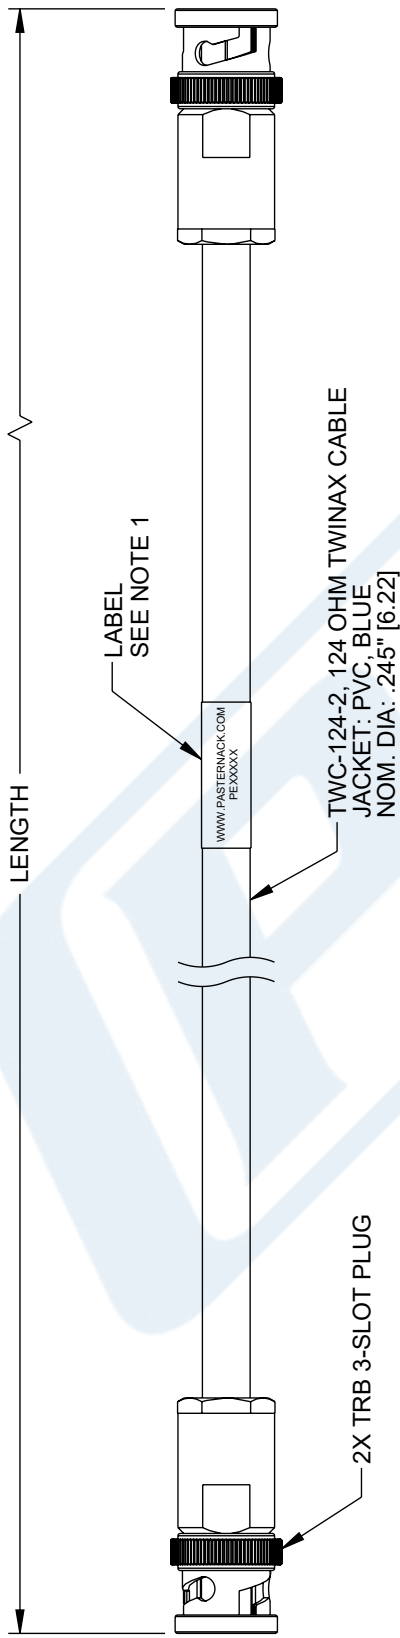 LENGTH
LABEL
SEE NOTE 1
WWW.PASTERNACK.COM
PEXXXXX
TWC-124-2, 124 OHM TWINAX CABLE
JACKET: PVC, BLUE
NOM. DIA: .245" [6.22]
2X TRB 3-SLOT PLUG